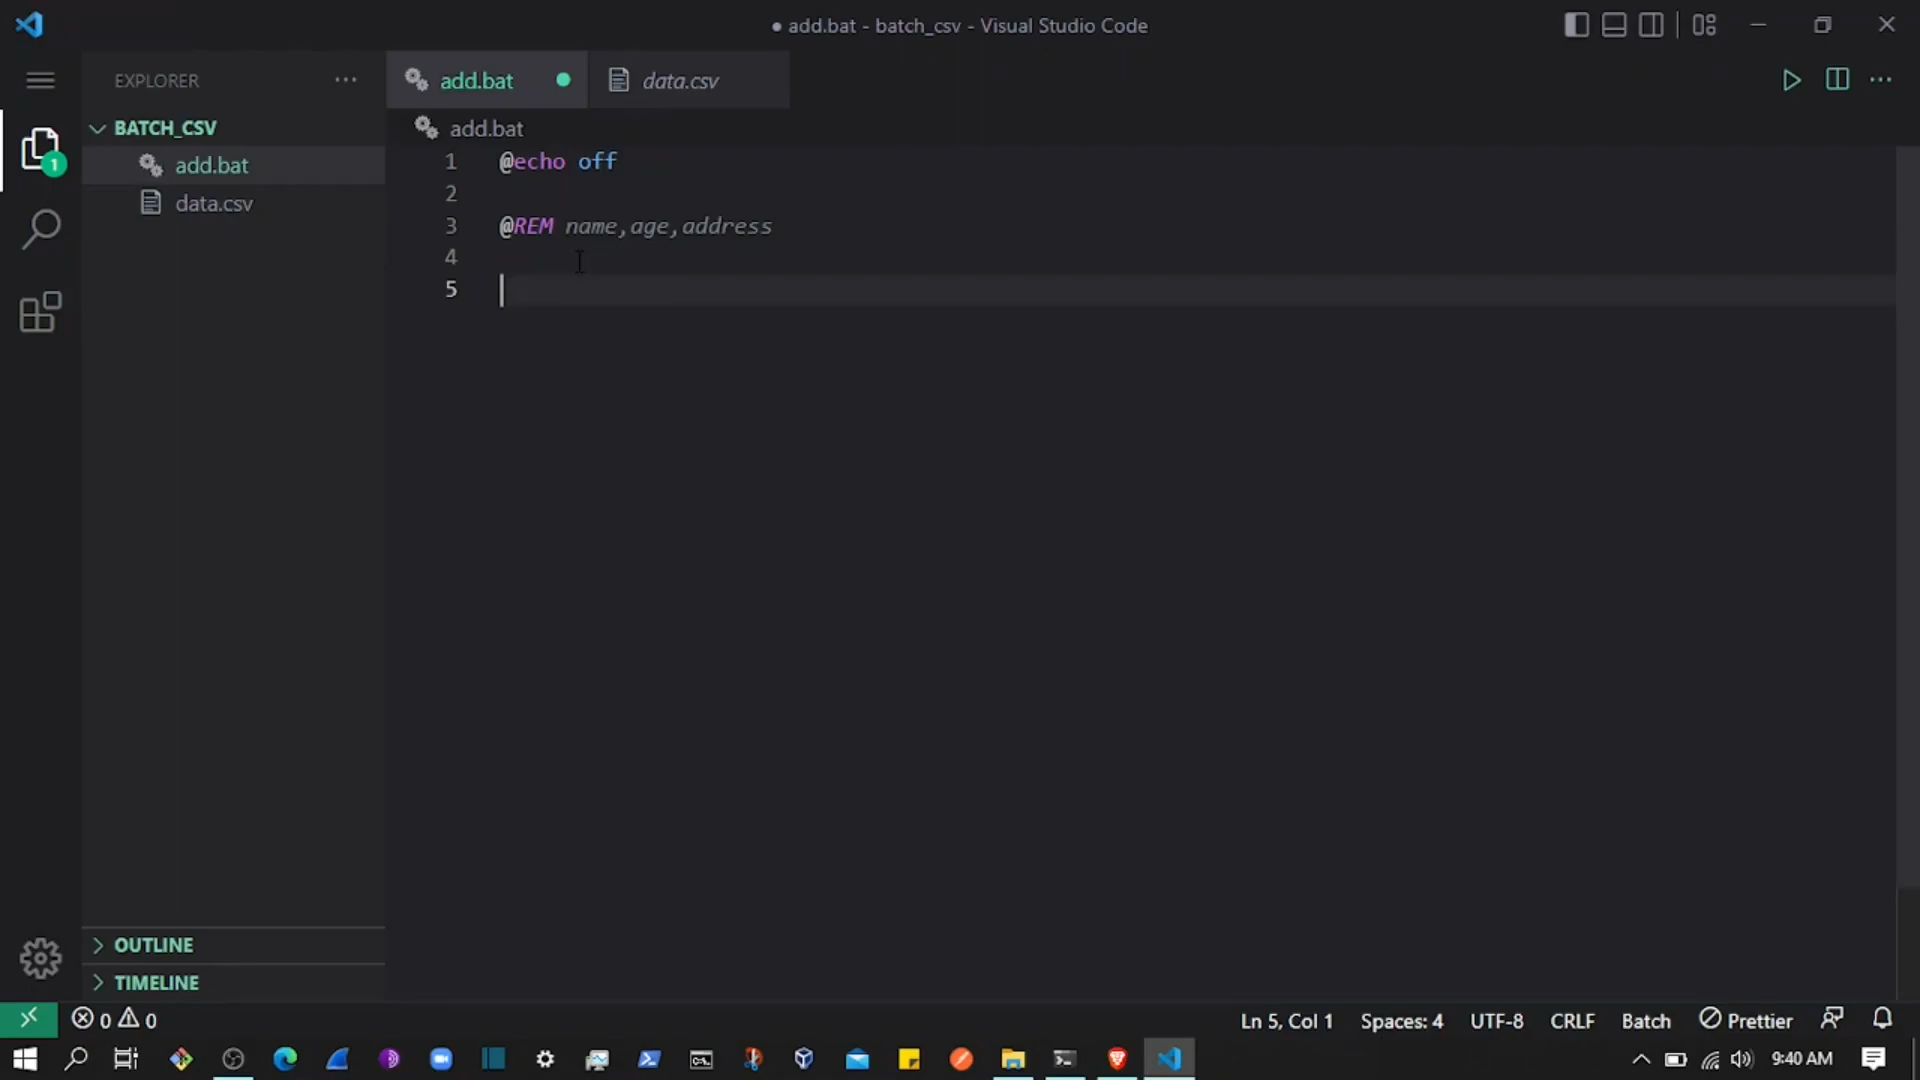 ● add.bat - batch_csv - Visual Studio Code
EXPLORER
add.bat
data.csv
BATCH_CSV
add.bat
add.bat
data.csv
1
1 @echo off
2
3 @REM name,age,address
4
5
OUTLINE
TIMELINE
0 0
Ln 5, Col 1
Spaces: 4
UTF-8
CRLF
Batch
Prettier
9:40 AM